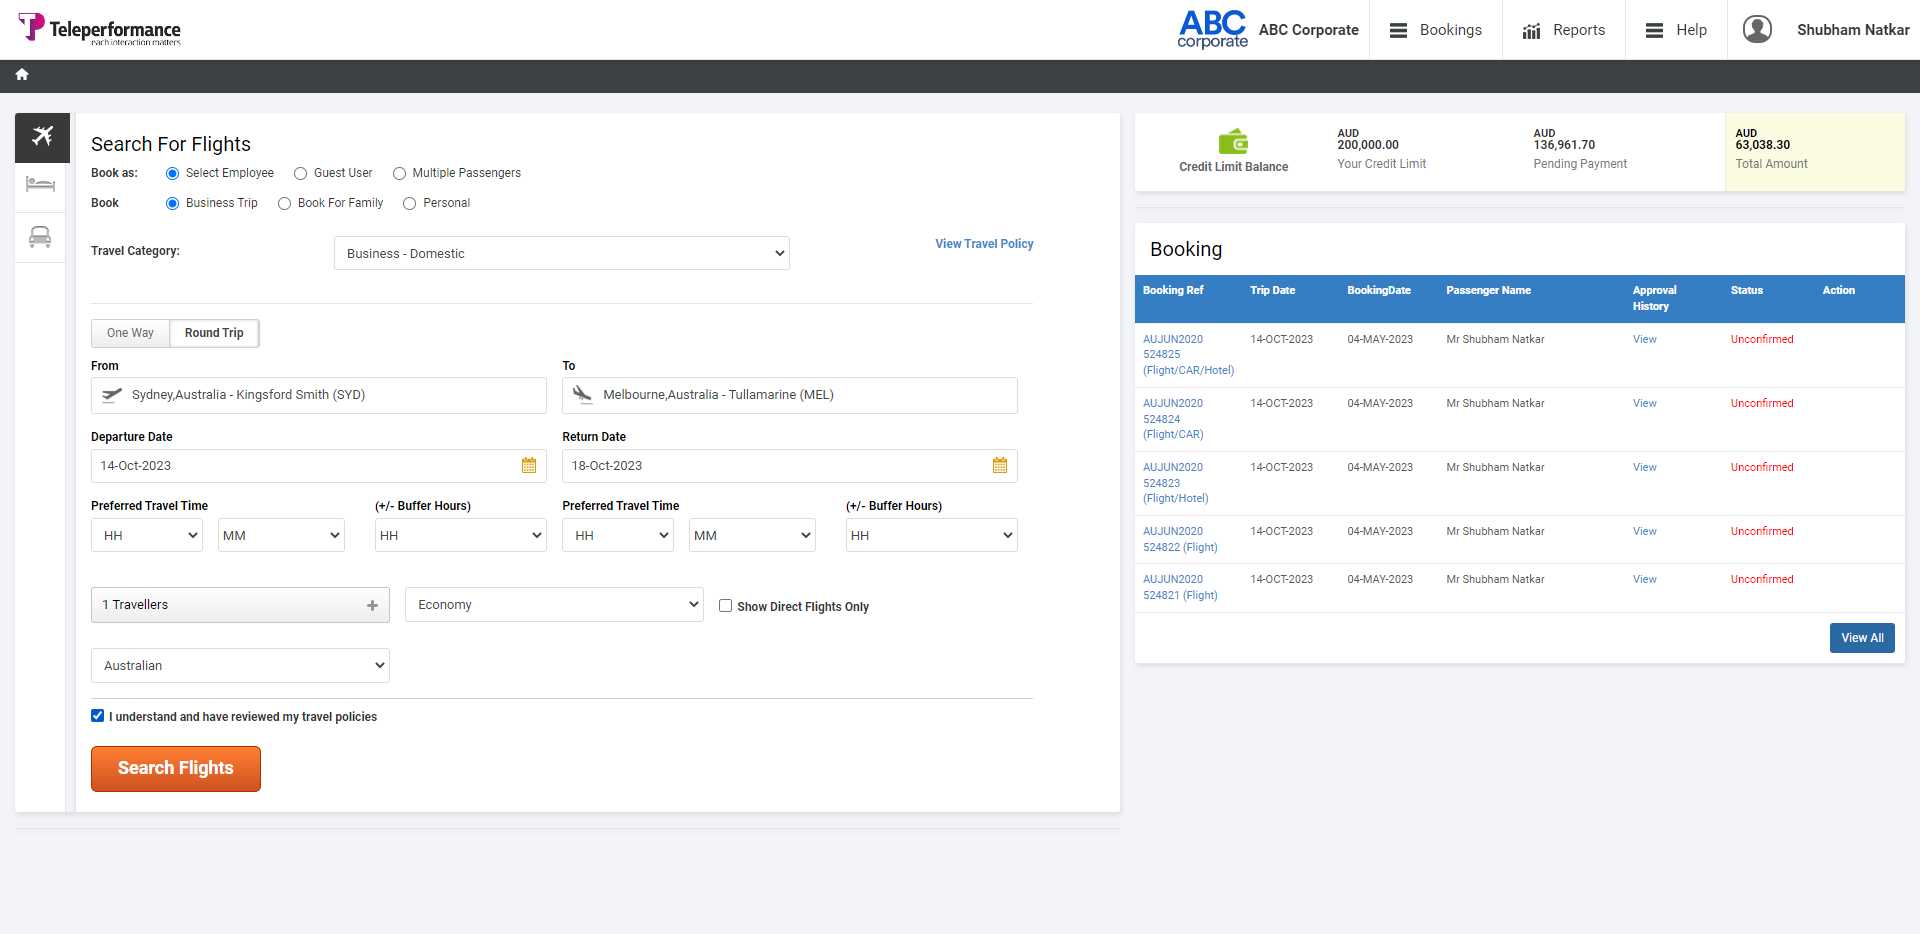 Teleperformance
each interaction matters
ABC
corporate
ABC Corporate
Bookings
Reports
Help
Shubham Natkar
Search For Flights
Book as:
Select Employee
Guest User
Multiple Passengers
Book
Business Trip
Book For Family
Personal
Travel Category:
Business - Domestic
View Travel Policy
One Way
Round Trip
From
To
Sydney,Australia - Kingsford Smith (SYD)
Melbourne,Australia - Tullamarine (MEL)
Departure Date
Return Date
14-Oct-2023
18-Oct-2023
Preferred Travel Time
(+/- Buffer Hours)
Preferred Travel Time
(+/- Buffer Hours)
HH
MM
HH
HH
MM
HH
1 Travellers
Economy
Show Direct Flights Only
Australian
I understand and have reviewed my travel policies
Search Flights
Credit Limit Balance
AUD
200,000.00
Your Credit Limit
AUD
136,961.70
Pending Payment
AUD
63,038.30
Total Amount
Booking
Booking Ref
Trip Date
BookingDate
Passenger Name
Approval
History
Status
Action
AUJUN2020
524825
(Flight/CAR/Hotel)
14-OCT-2023
04-MAY-2023
Mr Shubham Natkar
View
Unconfirmed
AUJUN2020
524824
(Flight/CAR)
14-OCT-2023
04-MAY-2023
Mr Shubham Natkar
View
Unconfirmed
AUJUN2020
524823
(Flight/Hotel)
14-OCT-2023
04-MAY-2023
Mr Shubham Natkar
View
Unconfirmed
AUJUN2020
524822 (Flight)
14-OCT-2023
04-MAY-2023
Mr Shubham Natkar
View
Unconfirmed
AUJUN2020
524821 (Flight)
14-OCT-2023
04-MAY-2023
Mr Shubham Natkar
View
Unconfirmed
View All